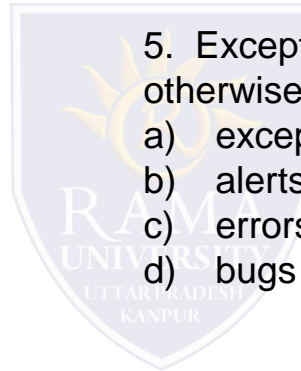 5. Except
otherwise
a) excep
b) alerts
c) errors
d) bugs
RAMA
UNIVERSITY
UTTAR PRADESH
KANPUR